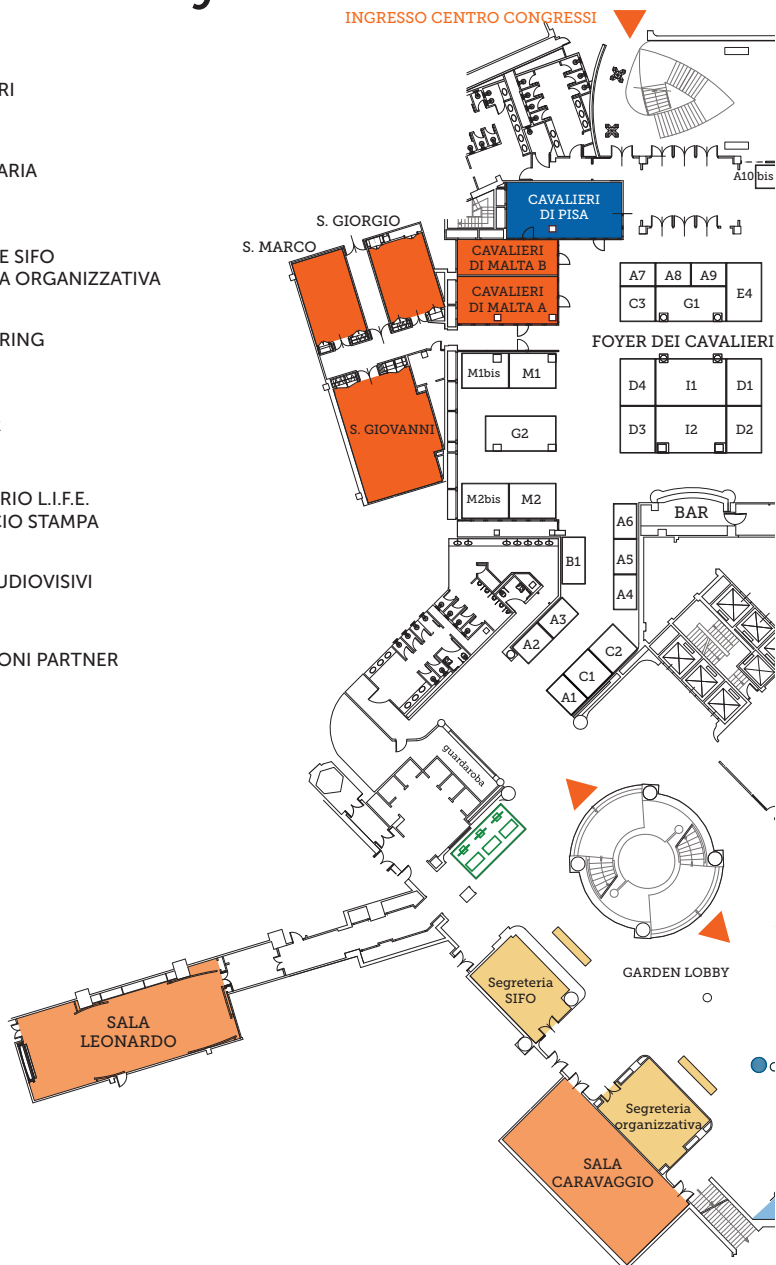 INGRESSO CENTRO CONGRESSI
RI
ARIA
E SIFO
A ORGANIZZATIVA
RING
RIO L.I.F.E.
CIO STAMPA
UDIOVISIVI
ONI PARTNER
A10 bis
CAVALIERI
DI PISA
S. GIORGIO
S. MARCO
CAVALIERI
DI MALTA B
CAVALIERI
DI MALTA A
A7 A8 A9
E4
C3 G1
FOYER DEI CAVALIERI
M1bis M1
D4 I1 D1
S. GIOVANNI
G2
D3 I2 D2
M2bis M2
A6
BAR
A5
B1
A4
A3
A2
C2
C1
A1
guardaroba
GARDEN LOBBY
Segreteria
SIFO
SALA
LEONARDO
Segreteria
organizzativa
SALA
CARAVAGGIO